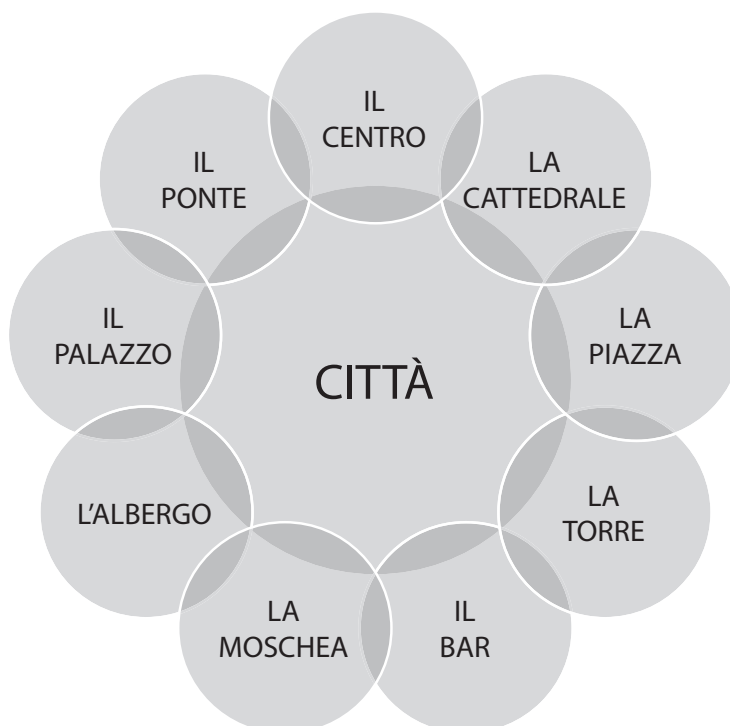 IL
CENTRO
LA
CATTEDRALE
LA
PIAZZA
LA
TORRE
IL
BAR
LA
MOSCHEA
L'ALBERGO
IL
PALAZZO
IL
PONTE
CITTÀ